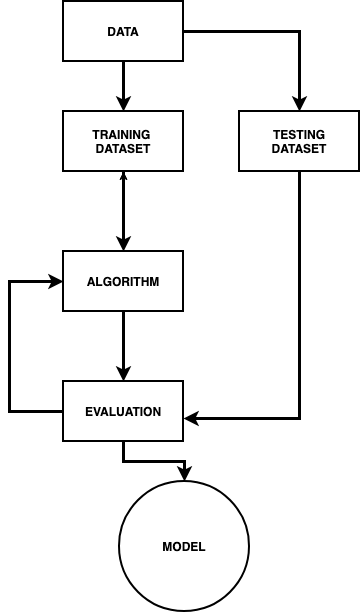 DATA
TRAINING
DATASET
TESTING
DATASET
ALGORITHM
EVALUATION
MODEL